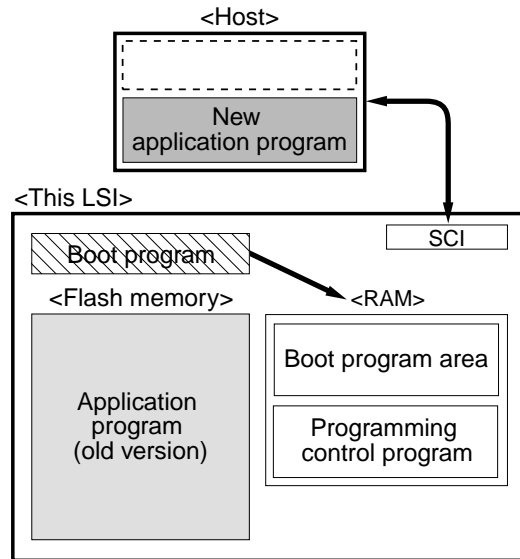 <Host>
New
application program
<This LSI>
SCI
Boot program
<Flash memory>
<RAM>
Application
program
(old version)
Boot program area
Programming
control program